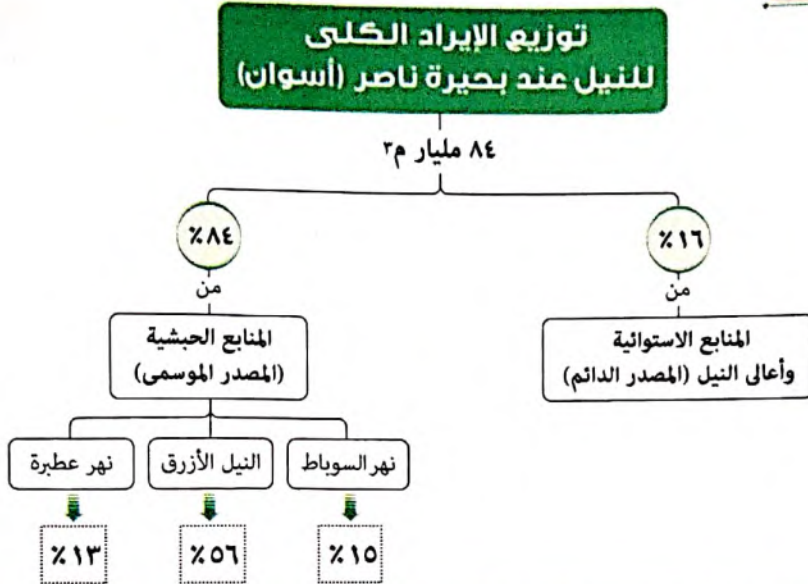 توزيع الإيراد الكلى
للنيل عند بحيرة ناصر (أسوان)
٨٤ مليار م٣
٪١٦
من
المنابع الاستوائية
وأعالى النيل (المصدر الدائم)
٪٨٤
من
المنابع الحبشية
(المصدر الموسمى)
نهر السوباط
النيل الأزرق
نهر عطبرة
٪١٥
٪٥٦
٪١٣